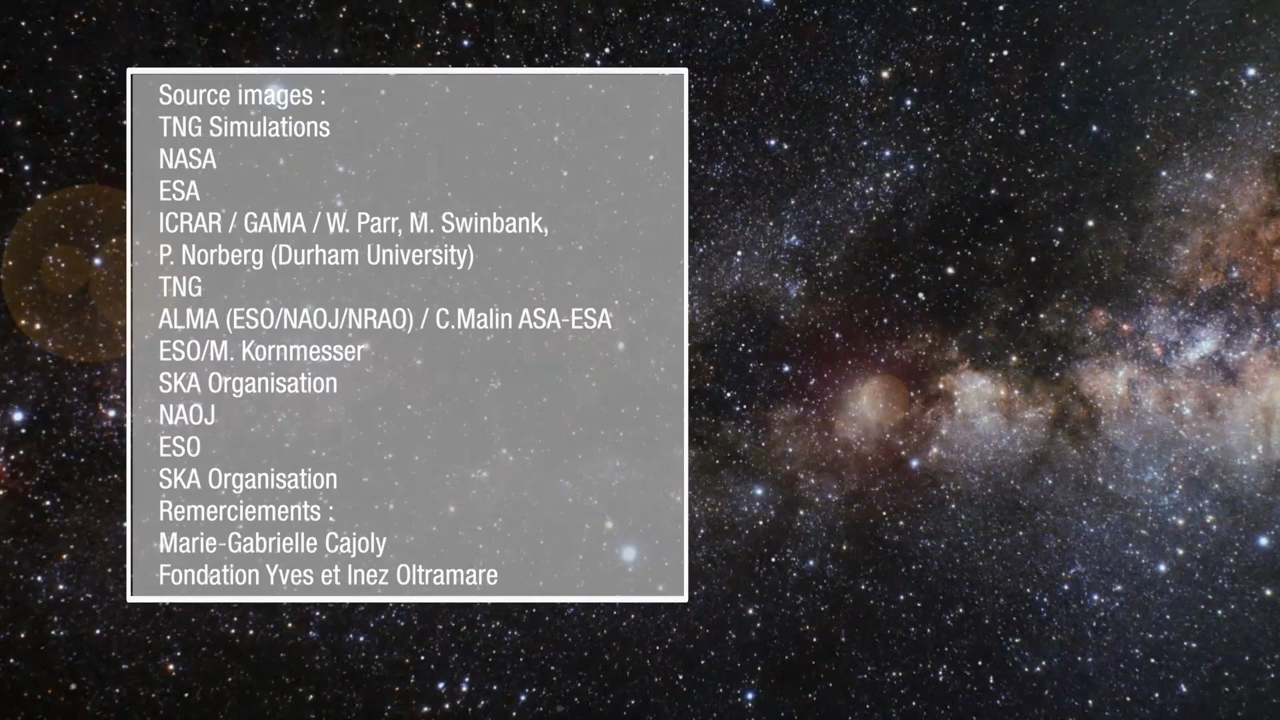 Source images :
TNG Simulations
NASA
ESA
ICRAR / GAMA / W. Parr, M. Swinbank,
P. Norberg (Durham University)
TNG
ALMA (ESO/NAOJ/NRAO) / C.Malin ASA-ESA
ESO/M. Kornmesser
SKA Organisation
NAOJ
ESO
SKA Organisation
Remerciements :
Marie-Gabrielle Cajoly
Fondation Yves et Inez Oltramare